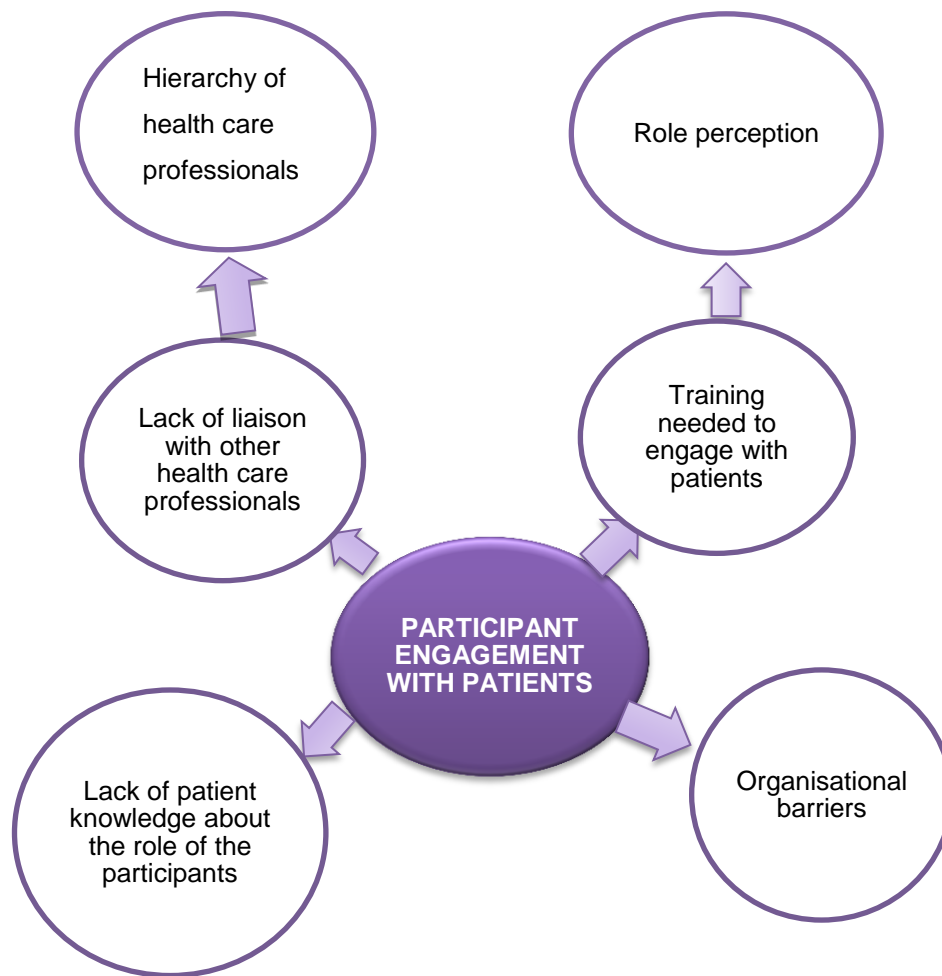 Hierarchy of
health care
professionals
Role perception
Lack of liaison
with other
health care
professionals
Training
needed to
engage with
patients
PARTICIPANT
ENGAGEMENT
WITH PATIENTS
Lack of patient
knowledge about
the role of the
participants
Organisational
barriers